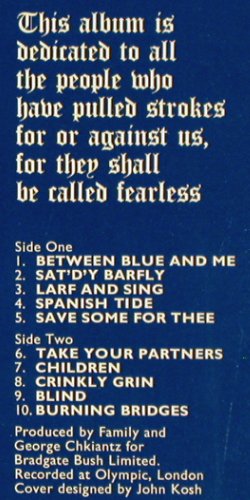 This album is
dedicated to all
the people who
have pulled strokes
for or against us,
for they shall
be called fearless
Side One
1. BETWEEN BLUE AND ME
2. SAT'D'Y BARFLY
3. LARF AND SING
4. SPANISH TIDE
5. SAVE SOME FOR THEE
Side Two
6. TAKE YOUR PARTNERS
7. CHILDREN
8. CRINKLY GRIN
9. BLIND
10. BURNING BRIDGES
Produced by Family and
George Chkiantz for
Bradgate Bush Limited.
Recorded at Olympic, London
Cover designed by John Kosh